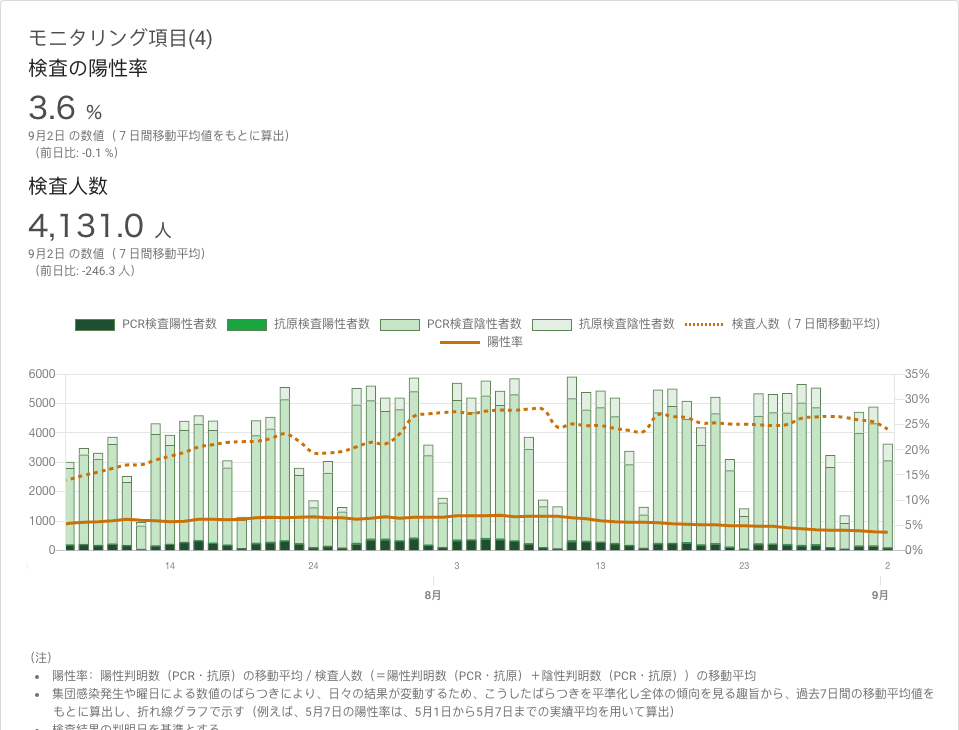 モニタリング項目(4)
検査の陽性率
3.6 %
9月2日 の数値（７日間移動平均値をもとに算出）
（前日比: -0.1 %）
検査人数
4,131.0 人
9月2日 の数値（７日間移動平均）
（前日比: -246.3 人）
PCR検査陽性者数 抗原検査陽性者数 PCR検査陰性者数 抗原検査陰性者数 検査人数（７日間移動平均）
陽性率
6000 35%
5000 30%
4000 25%
3000 20%
2000 15%
1000 10%
0 5%
0%
14 24 3 13 23 2
8月 9月
（注）
• 陽性率：陽性判明数（PCR・抗原）の移動平均 / 検査人数（＝陽性判明数（PCR・抗原）＋陰性判明数（PCR・抗原））の移動平均
• 集団感染発生や曜日による数値のばらつきにより、日々の結果が変動するため、こうしたばらつきを平準化し全体の傾向を見る趣旨から、過去7日間の移動平均値を
もとに算出し、折れ線グラフで示す（例えば、5月7日の陽性率は、5月1日から5月7日までの実績平均を用いて算出）
• 検査結果の判明日を基準とする